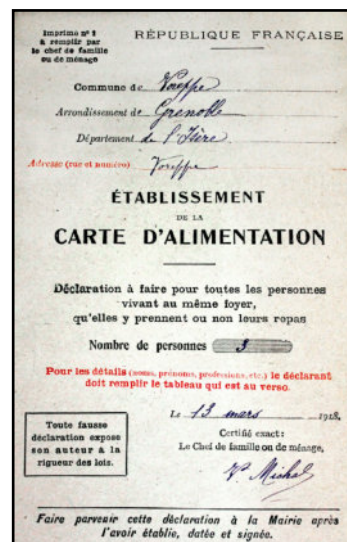 Imprimé nº 1
à remplir par
le chef de famille
ou de ménage
RÉPUBLIQUE FRANÇAISE
Commune de Voreppe
Arrondissement de Grenoble
Département de l'Isère
Adresse (rue et numéro) Voreppe
ÉTABLISSEMENT
DE LA
CARTE D'ALIMENTATION
Déclaration à faire pour toutes les personnes
vivant au même foyer,
qu'elles y prennent ou non leurs repas
Nombre de personnes 3
Pour les détails (noms, prénoms, professions, etc.) le déclarant
doit remplir le tableau qui est au verso.
Le 13 mars 1918.
Toute fausse
déclaration expose
son auteur à la
rigueur des lois.
Certifié exact:
Le Chef de famille ou de ménage,
Vve Michel
Faire parvenir cette déclaration à la Mairie après
l'avoir établie, datée et signée.